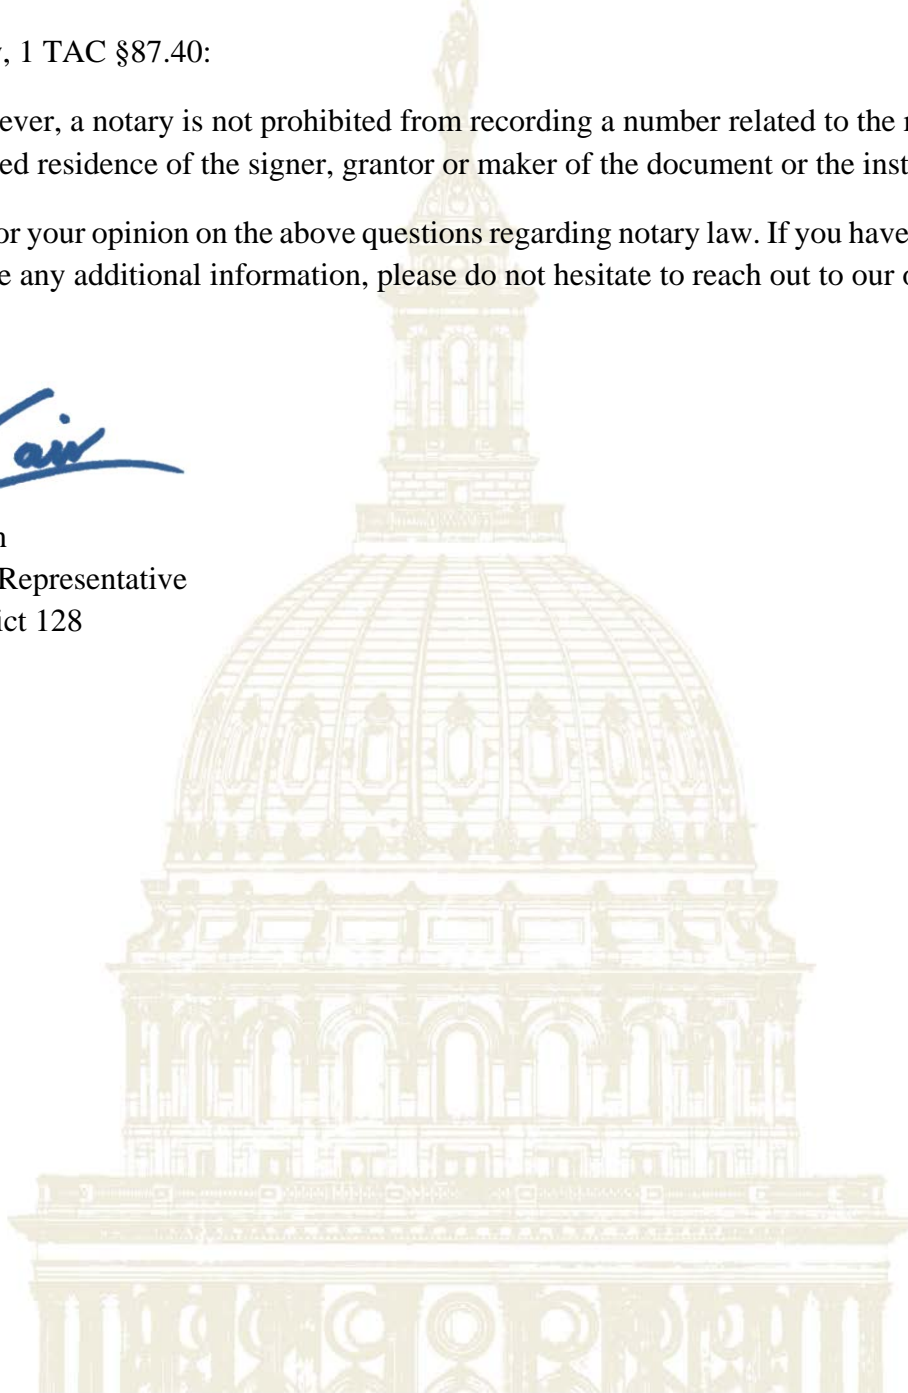 , 1 TAC §87.40:
ever, a notary is not prohibited from recording a number related to the
ed residence of the signer, grantor or maker of the document or the inst
or your opinion on the above questions regarding notary law. If you have
e any additional information, please do not hesitate to reach out to our
ain
n
Representative
ict 128